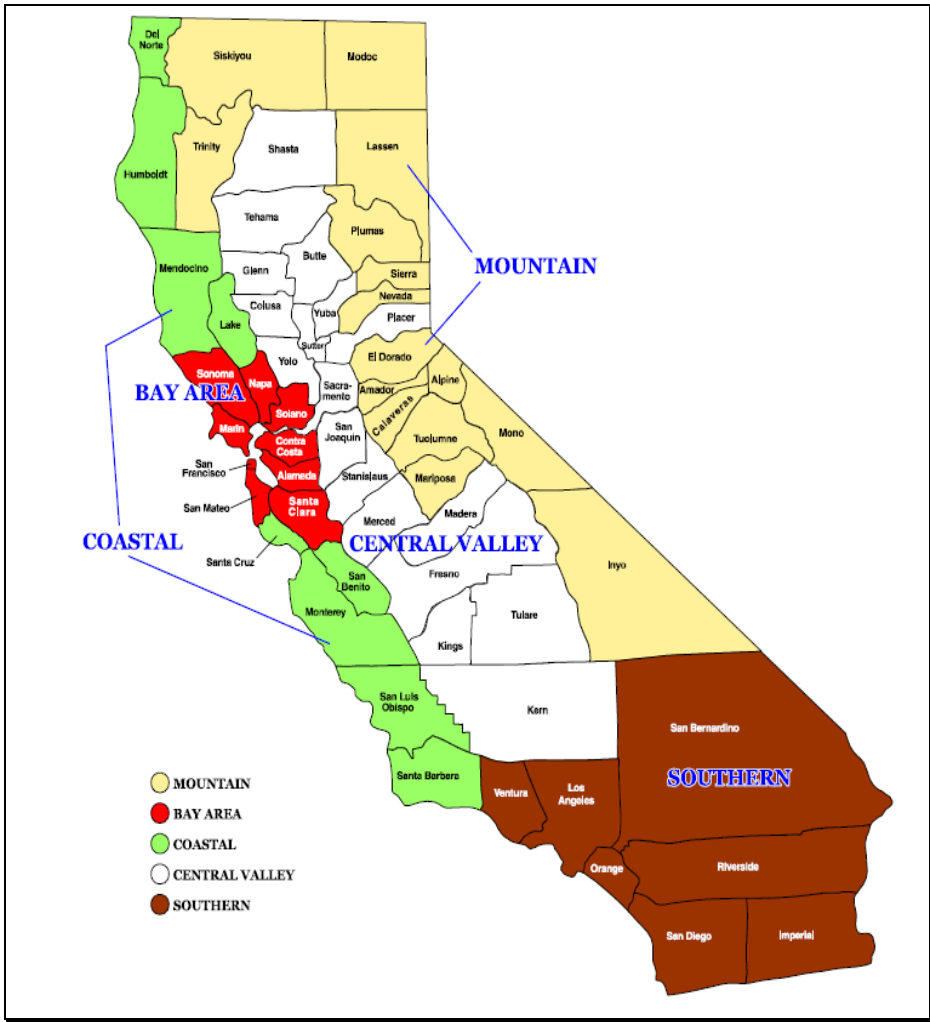 Del
Norte
Siskiyou
Modoc
Trinity
Shasta
Lassen
Humboldt
Tehama
Plumas
Butte
Mendocino
Glenn
Sierra
MOUNTAIN
Nevada
Colusa
Yuba
Placer
Lake
Sutter
Yolo
El Dorado
Sonoma
Napa
Alpine
BAY AREA
Sacra-
mento
Amador
Calaveras
Solano
Marin
San
Joaquin
Mono
Contra
Costa
Tuolumne
San
Francisco
Alameda
Stanislaus
Mariposa
San Mateo
Santa
Clara
Merced
Madera
COASTAL
CENTRAL VALLEY
Santa Cruz
Inyo
San
Benito
Fresno
Monterey
Tulare
Kings
San Luis
Obispo
Kern
San Bernardino
Santa Barbara
SOUTHERN
MOUNTAIN
Ventura
Los
Angeles
BAY AREA
COASTAL
CENTRAL VALLEY
Orange
Riverside
SOUTHERN
San Diego
Imperial